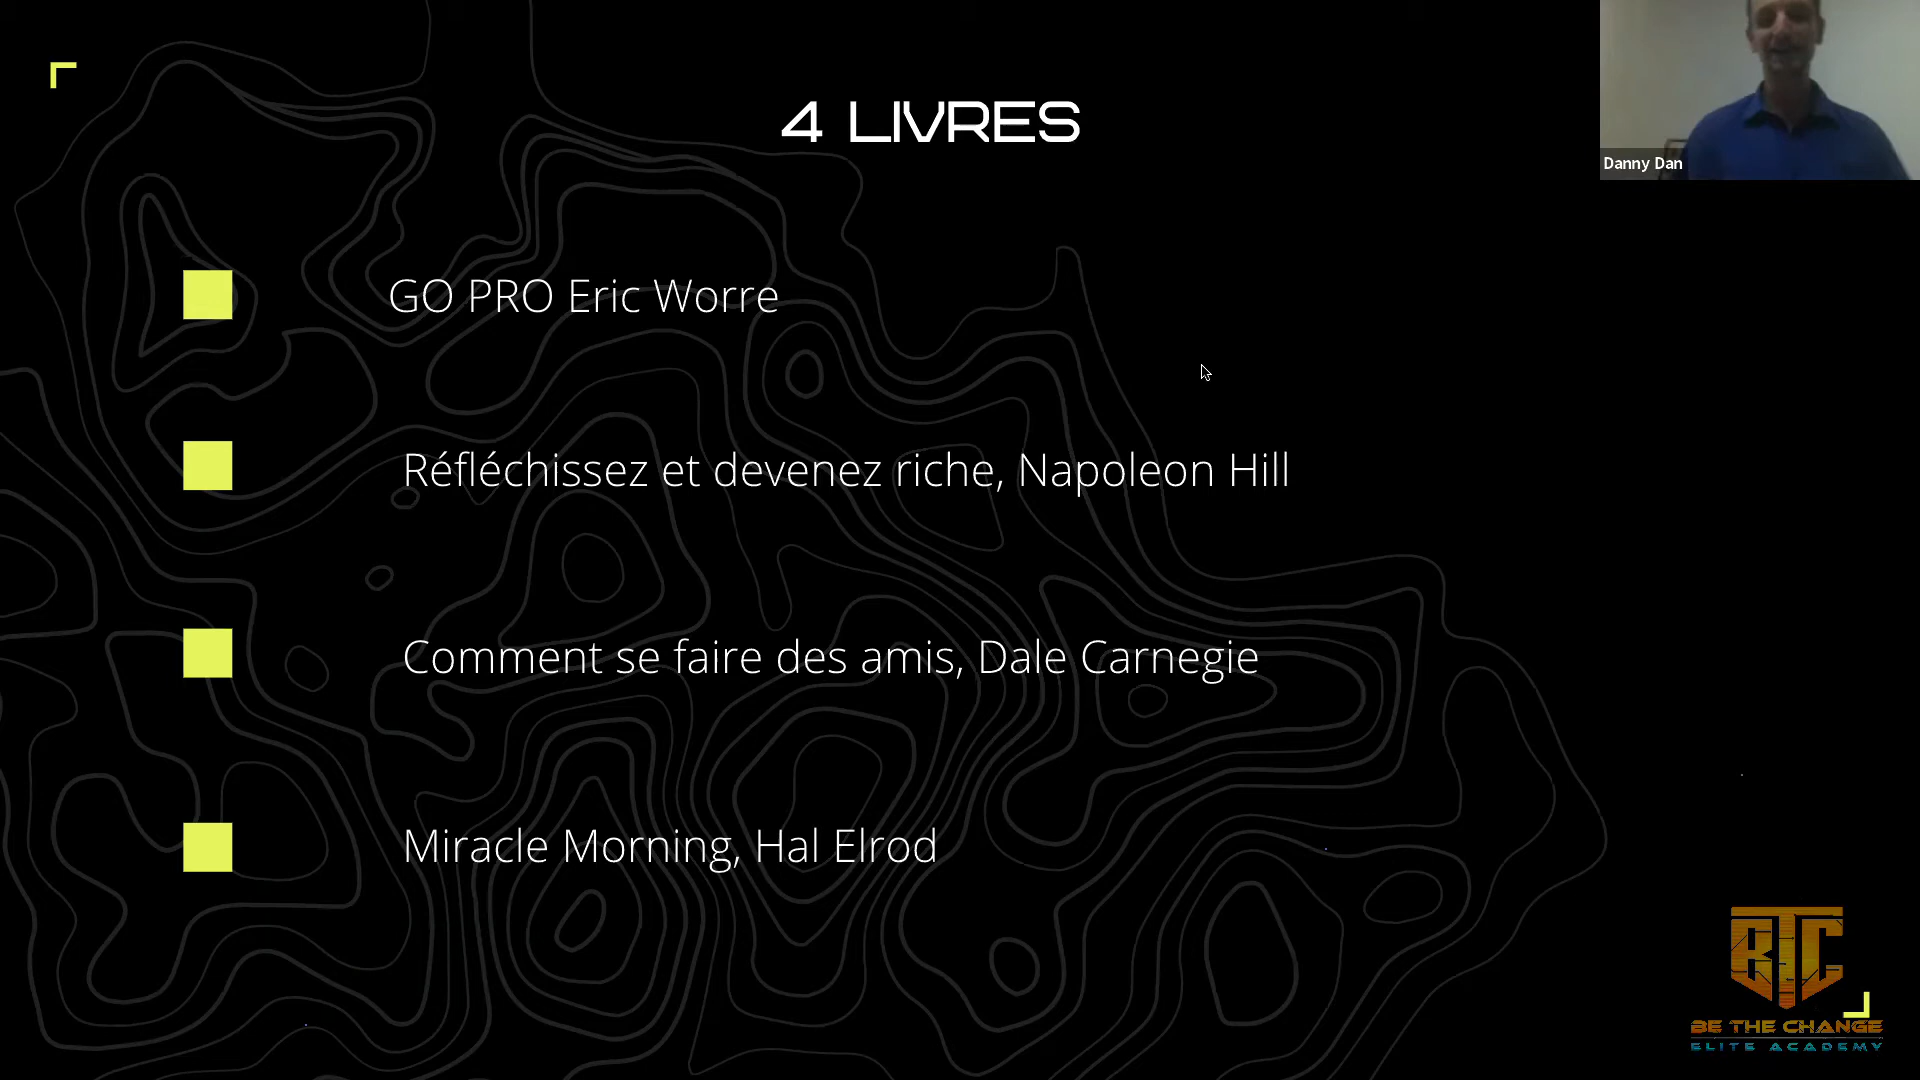 4 LIVRES
Danny Dan
GO PRO Eric Worre
Réfléchissez et devenez riche, Napoleon Hill
Comment se faire des amis, Dale Carnegie
Miracle Morning, Hal Elrod
BTC
BE THE CHANGE
ELITE ACADEMY